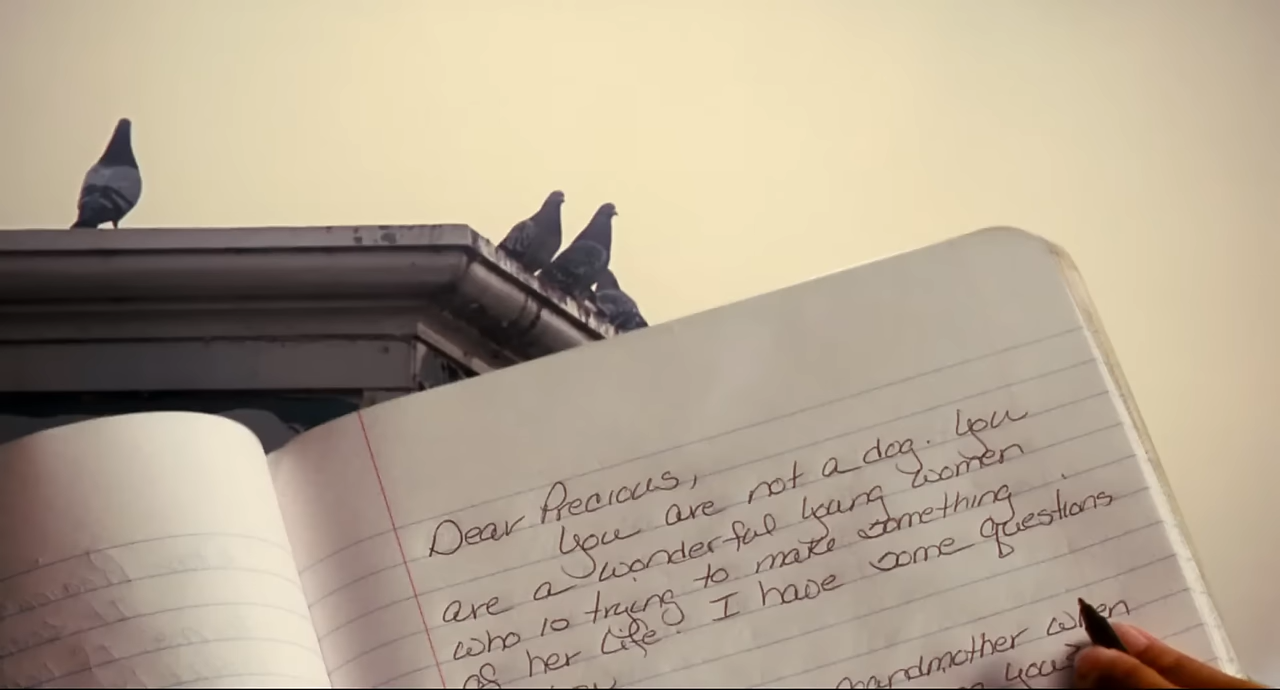 Dear Precious,
You are not a dog. You
are a wonderful young women
who is trying to make something
of her life. I have some questions
grandmother when
you